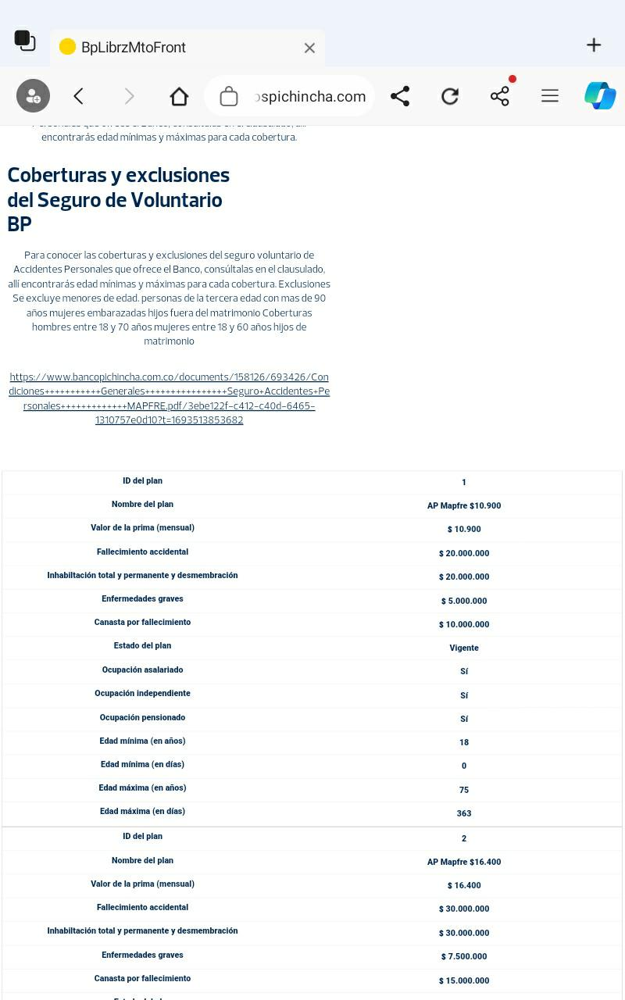 BpLibrzMtoFront
spichincha.com
encontrarás edad mínimas y máximas para cada cobertura.
Coberturas y exclusiones
del Seguro de Voluntario
BP
Para conocer las coberturas y exclusiones del seguro voluntario de
Accidentes Personales que ofrece el Banco, consúltalas en el clausulado,
allí encontrarás edad mínimas y máximas para cada cobertura. Exclusiones
Se excluye menores de edad. personas de la tercera edad con mas de 90
años mujeres embarazadas hijos fuera del matrimonio Coberturas
hombres entre 18 y 70 años mujeres entre 18 y 60 años hijos de
matrimonio
https://www.bancopichincha.com.co/documents/158126/693426/Con
diciones+++++++++++Generales++++++++++++++++Seguro+Accidentes+Pe
rsonales+++++++++++++MAPFRE.pdf/3ebe122f-c412-c40d-6465-
1310757e0d10?t=1693513853682
ID del plan 1
Nombre del plan AP Mapfre $10.900
Valor de la prima (mensual) $ 10.900
Fallecimiento accidental $ 20.000.000
Inhabiltación total y permanente y desmembración $ 20.000.000
Enfermedades graves $ 5.000.000
Canasta por fallecimiento $ 10.000.000
Estado del plan Vigente
Ocupación asalariado Sí
Ocupación independiente Sí
Ocupación pensionado Sí
Edad mínima (en años) 18
Edad mínima (en días) 0
Edad máxima (en años) 75
Edad máxima (en días) 363
ID del plan 2
Nombre del plan AP Mapfre $16.400
Valor de la prima (mensual) $ 16.400
Fallecimiento accidental $ 30.000.000
Inhabiltación total y permanente y desmembración $ 30.000.000
Enfermedades graves $ 7.500.000
Canasta por fallecimiento $ 15.000.000